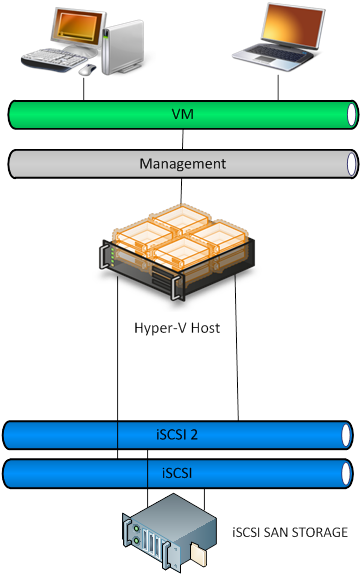 VM
Management
Hyper-V Host
iSCSI 2
iSCSI
iSCSI SAN STORAGE